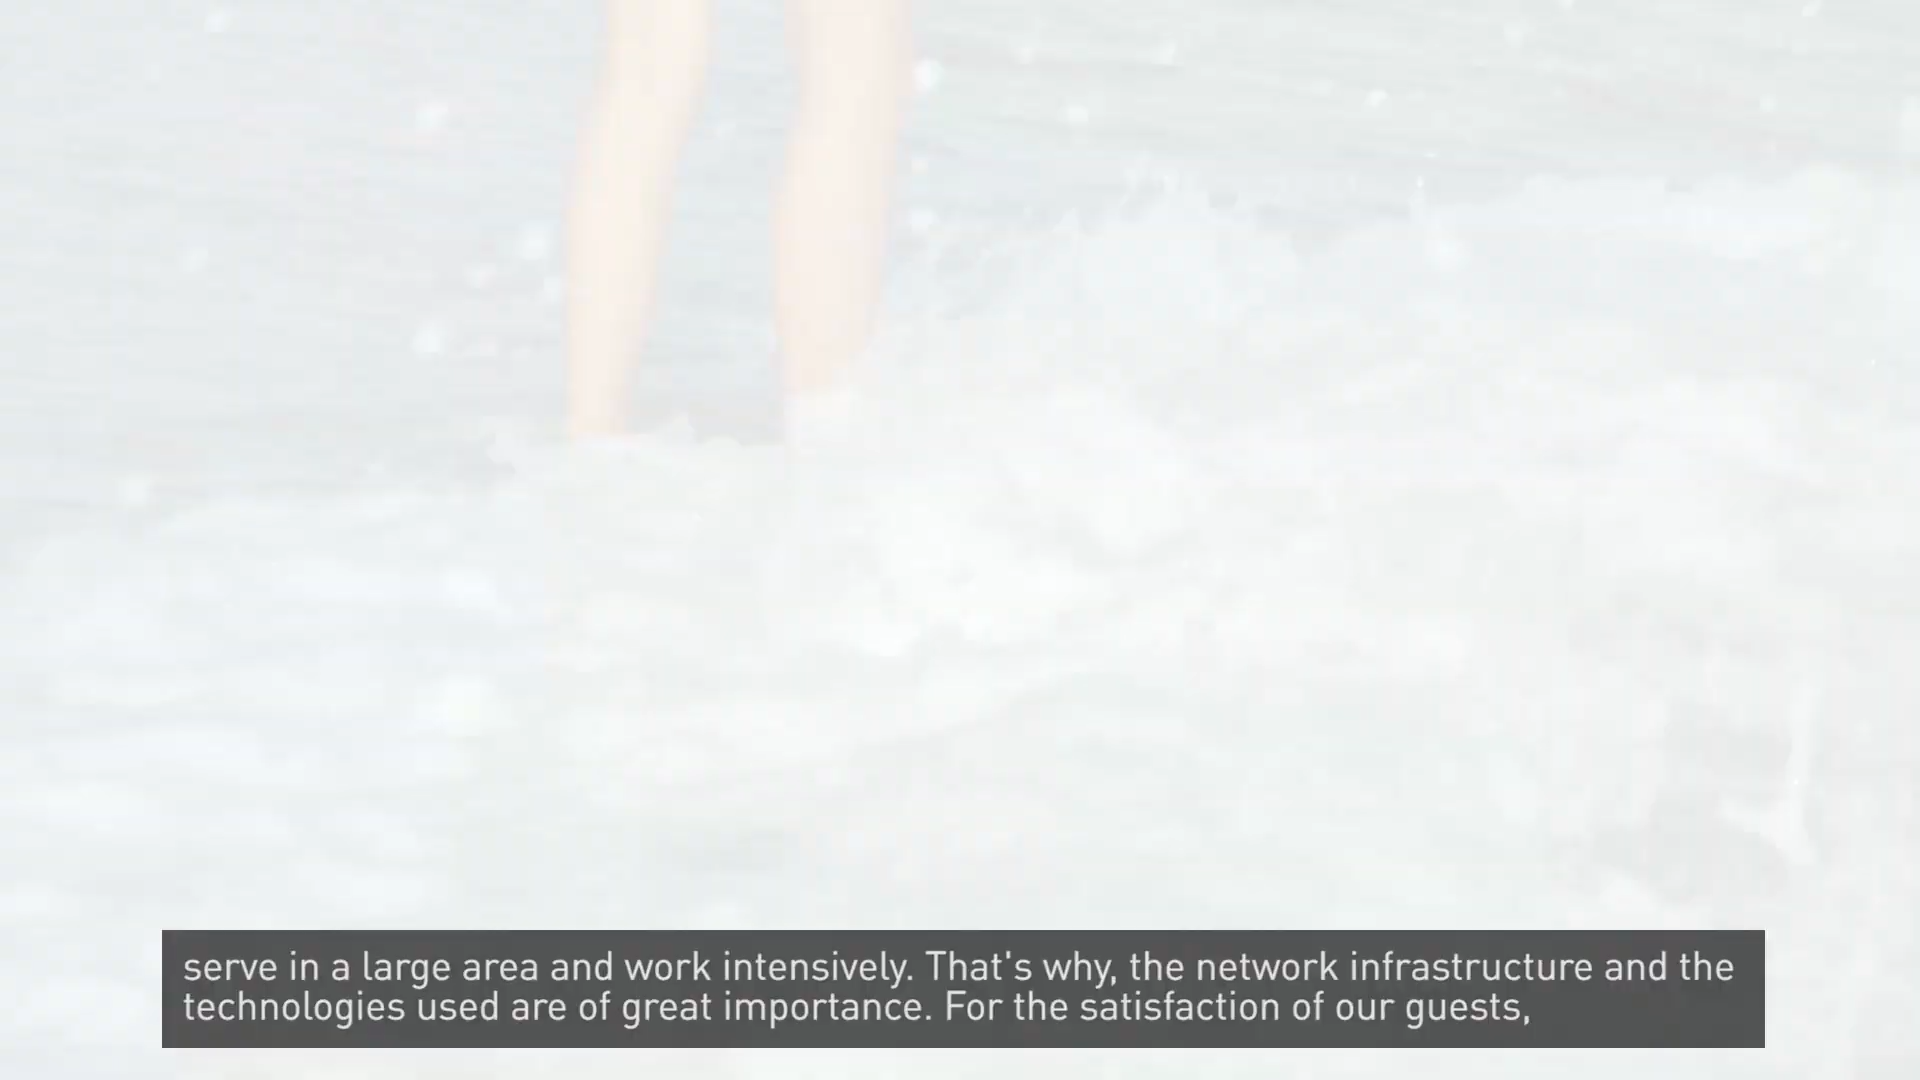 serve in a large area and work intensively. That's why, the network infrastructure and the
technologies used are of great importance. For the satisfaction of our guests,